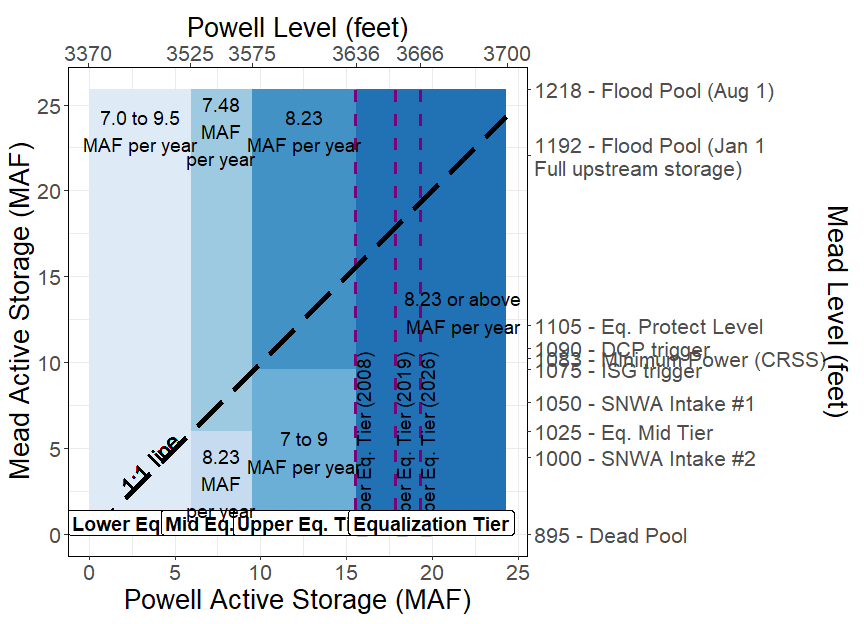 Powell Level (feet)
3370 3525 3575 3636 3666 3700
25
20
15
10
5
0
Mead Active Storage (MAF)
7.0 to 9.5
MAF per year
7.48
MAF
per year
8.23
MAF per year
8.23 or above
MAF per year
1:1 line
8.23
MAF
per year
7 to 9
MAF per year
per Eq. Tier (2008)
per Eq. Tier (2019)
per Eq. Tier (2026)
Lower Eq
Mid Eq.
Upper Eq. T
Equalization Tier
1218 - Flood Pool (Aug 1)
1192 - Flood Pool (Jan 1
Full upstream storage)
1105 - Eq. Protect Level
1090 - DCP trigger
1083 - Minimum Power (CRSS)
1075 - ISG trigger
1050 - SNWA Intake #1
1025 - Eq. Mid Tier
1000 - SNWA Intake #2
895 - Dead Pool
Mead Level (feet)
0 5 10 15 20 25
Powell Active Storage (MAF)